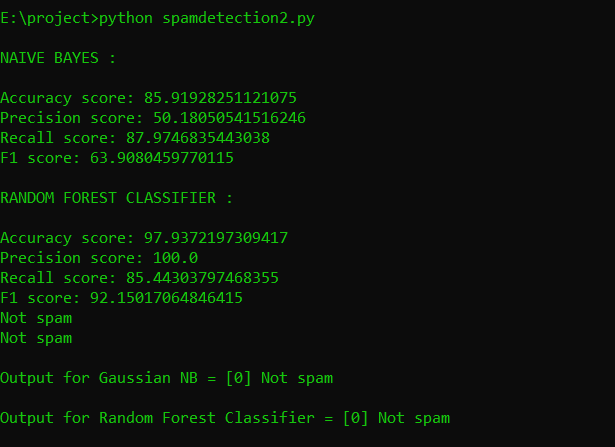 E:\project>python spamdetection2.py
NAIVE BAYES :
Accuracy score: 85.91928251121075
Precision score: 50.18050541516246
Recall score: 87.9746835443038
F1 score: 63.9080459770115
RANDOM FOREST CLASSIFIER :
Accuracy score: 97.9372197309417
Precision score: 100.0
Recall score: 85.44303797468355
F1 score: 92.15017064846415
Not spam
Not spam
Output for Gaussian NB = [0] Not spam
Output for Random Forest Classifier = [0] Not spam